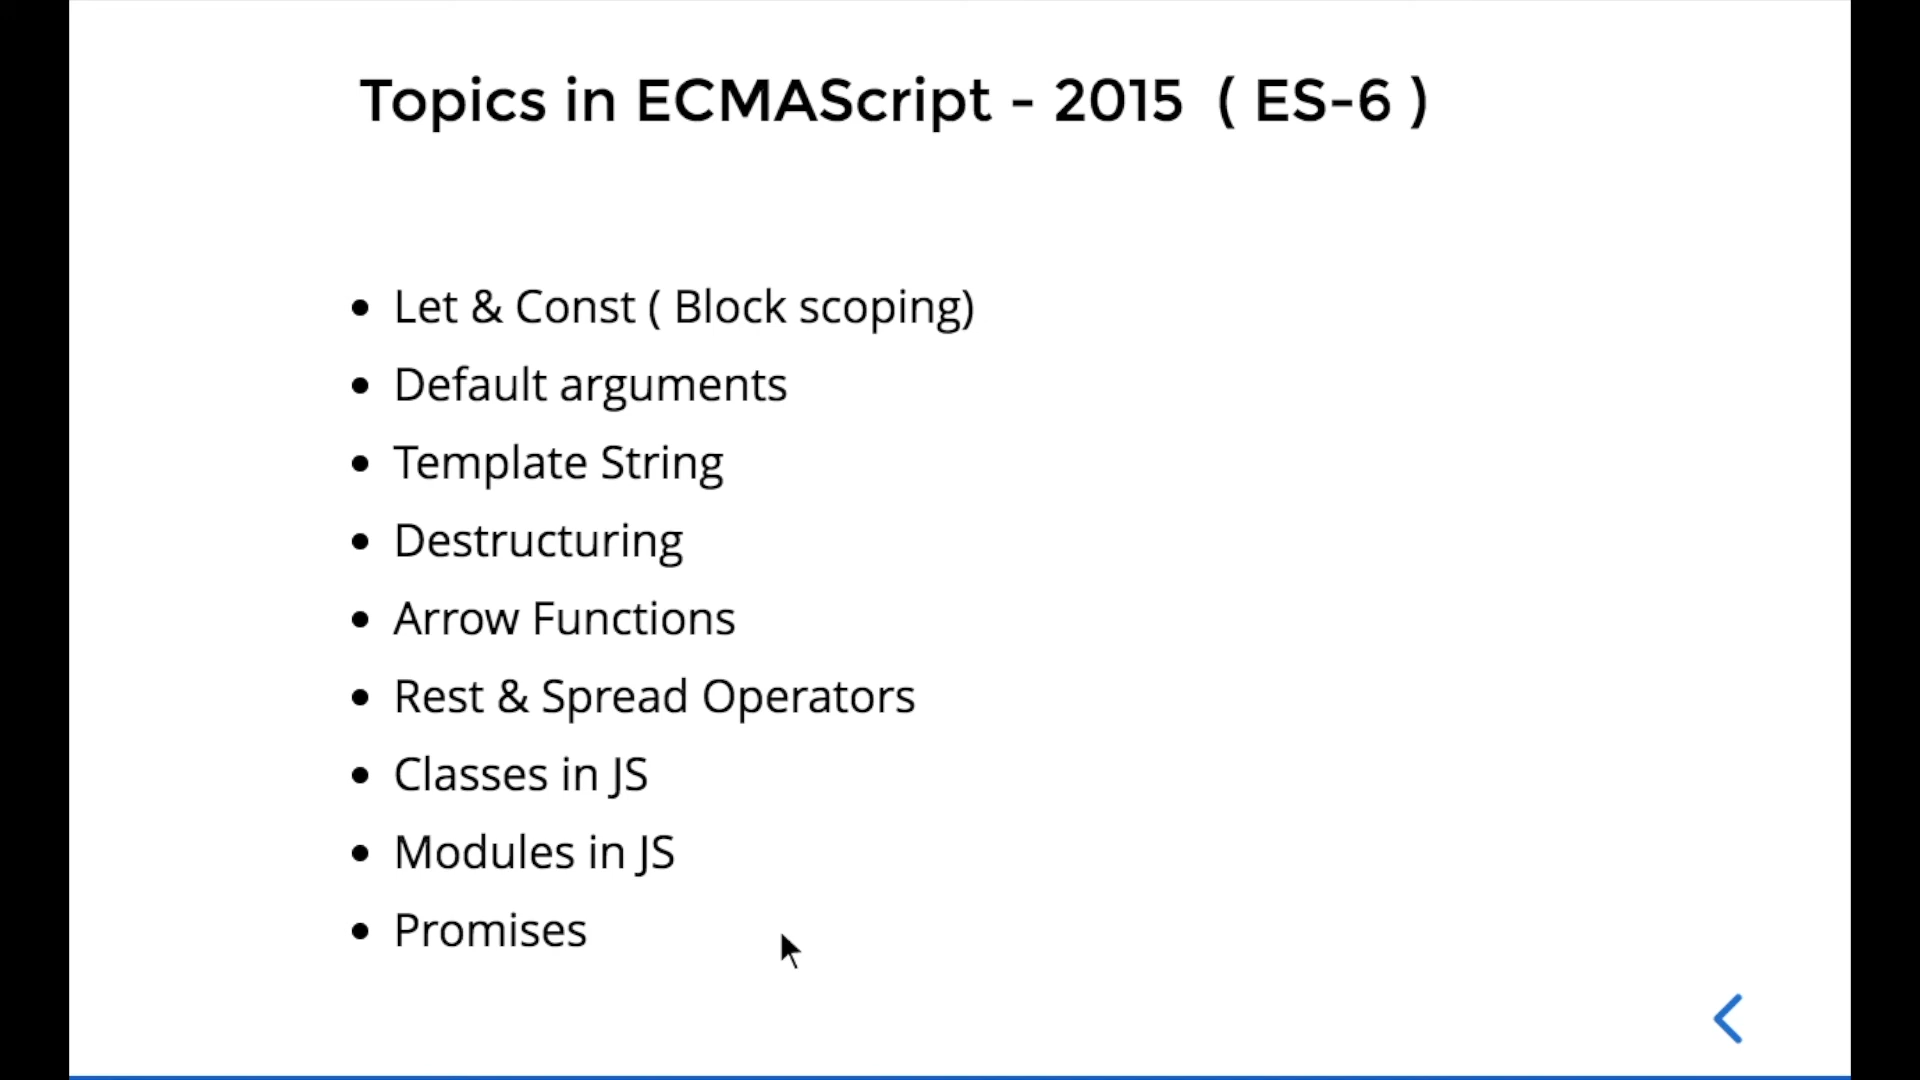 Topics in ECMAScript - 2015 ( ES-6 )
• Let & Const ( Block scoping)
• Default arguments
• Template String
• Destructuring
• Arrow Functions
• Rest & Spread Operators
• Classes in JS
• Modules in JS
• Promises